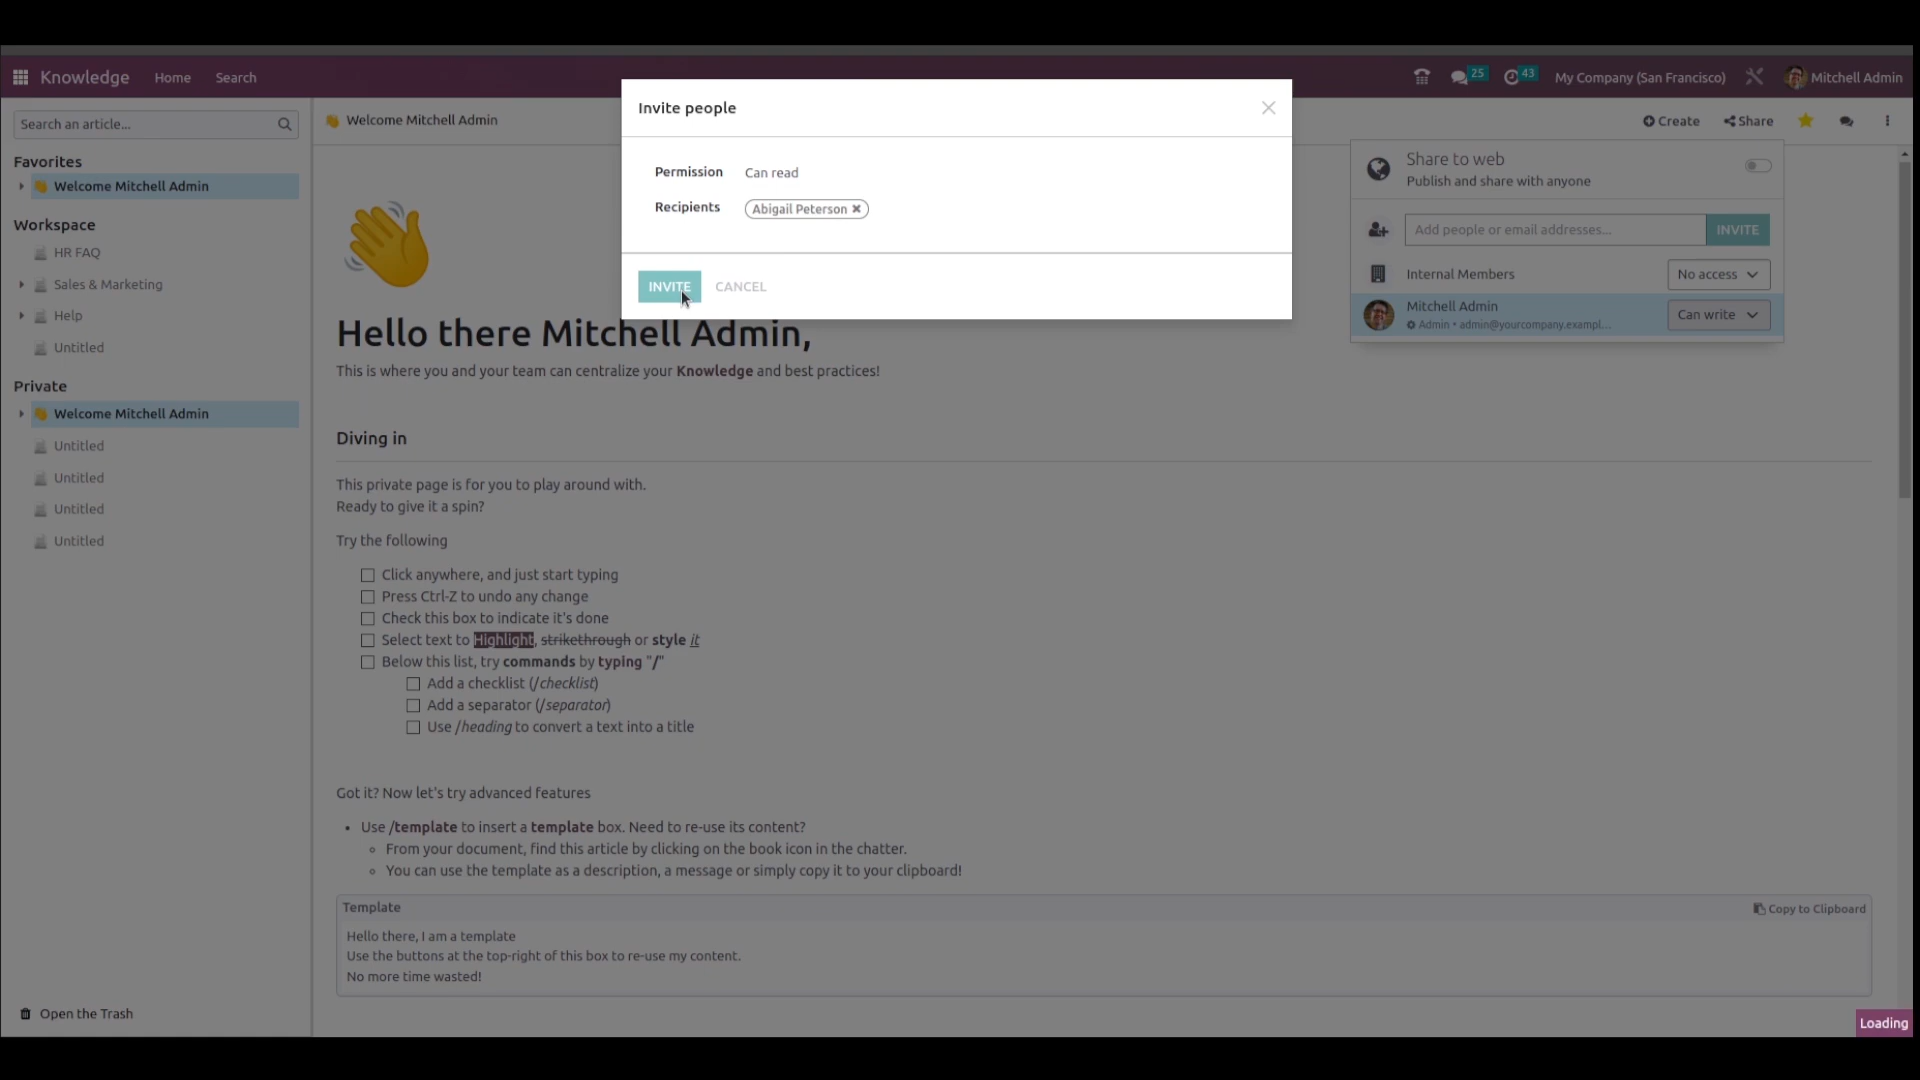 Knowledge Home Search 25 43 My Company (San Francisco) Mitchell Admin
Search an article...
Favorites
Welcome Mitchell Admin
Workspace
HR FAQ
Sales & Marketing
Help
Untitled
Private
Welcome Mitchell Admin
Untitled
Untitled
Untitled
Untitled
Open the Trash
Welcome Mitchell Admin
Create Share
Invite people
Permission Can read
Recipients Abigail Peterson
INVITE CANCEL
Share to web
Publish and share with anyone
Add people or email addresses... INVITE
Internal Members No access
Mitchell Admin Can write
Admin • admin@yourcompany.exampl...
Hello there Mitchell Admin,
This is where you and your team can centralize your Knowledge and best practices!
Diving in
This private page is for you to play around with.
Ready to give it a spin?
Try the following
Click anywhere, and just start typing
Press Ctrl-Z to undo any change
Check this box to indicate it's done
Select text to Highlight, strikethrough or style it
Below this list, try commands by typing "/"
Add a checklist (/checklist)
Add a separator (/separator)
Use /heading to convert a text into a title
Got it? Now let's try advanced features
• Use /template to insert a template box. Need to re-use its content?
◦ From your document, find this article by clicking on the book icon in the chatter.
◦ You can use the template as a description, a message or simply copy it to your clipboard!
Template Copy to Clipboard
Hello there, I am a template
Use the buttons at the top-right of this box to re-use my content.
No more time wasted!
Loading